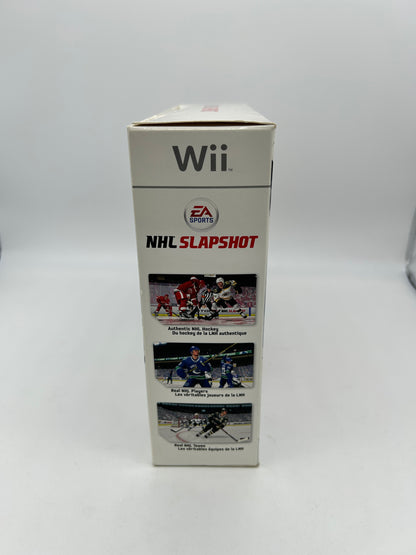 Wii™
EA
SPORTS
NHL SLAPSHOT
Authentic NHL Hockey
Du hockey de la LNH authentique
Real NHL Players
Les véritables joueurs de la LNH
Real NHL Teams
Les véritables équipes de la LNH